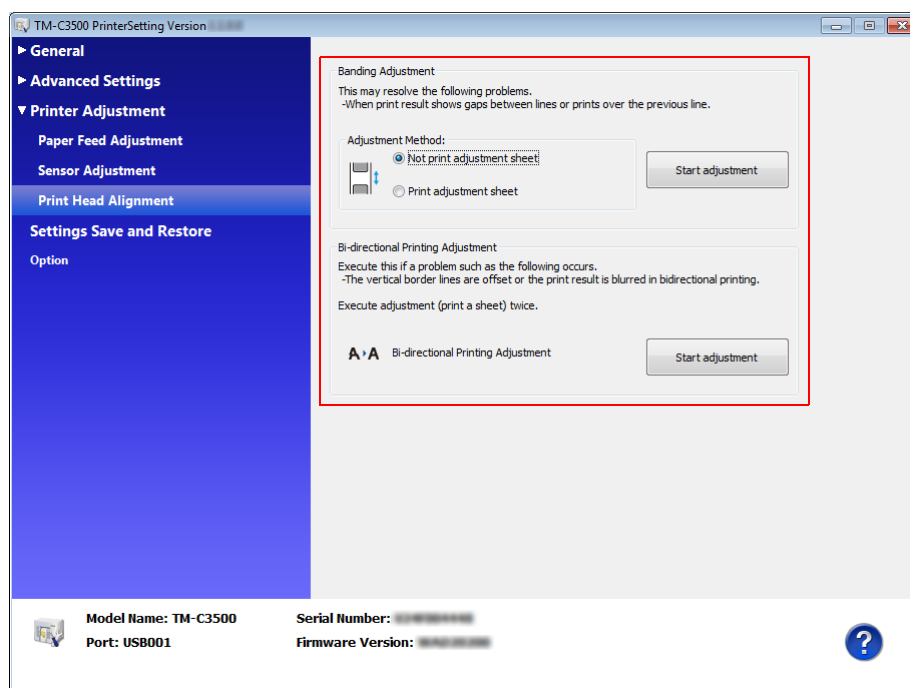 TM-C3500 PrinterSetting Version
General
Advanced Settings
Printer Adjustment
Paper Feed Adjustment
Sensor Adjustment
Print Head Alignment
Settings Save and Restore
Option
Banding Adjustment
This may resolve the following problems.
-When print result shows gaps between lines or prints over the previous line.
Adjustment Method:
Not print adjustment sheet
Print adjustment sheet
Start adjustment
Bi-directional Printing Adjustment
Execute this if a problem such as the following occurs.
-The vertical border lines are offset or the print result is blurred in bidirectional printing.
Execute adjustment (print a sheet) twice.
A A Bi-directional Printing Adjustment
Start adjustment
Model Name: TM-C3500
Serial Number:
Port: USB001
Firmware Version:
?